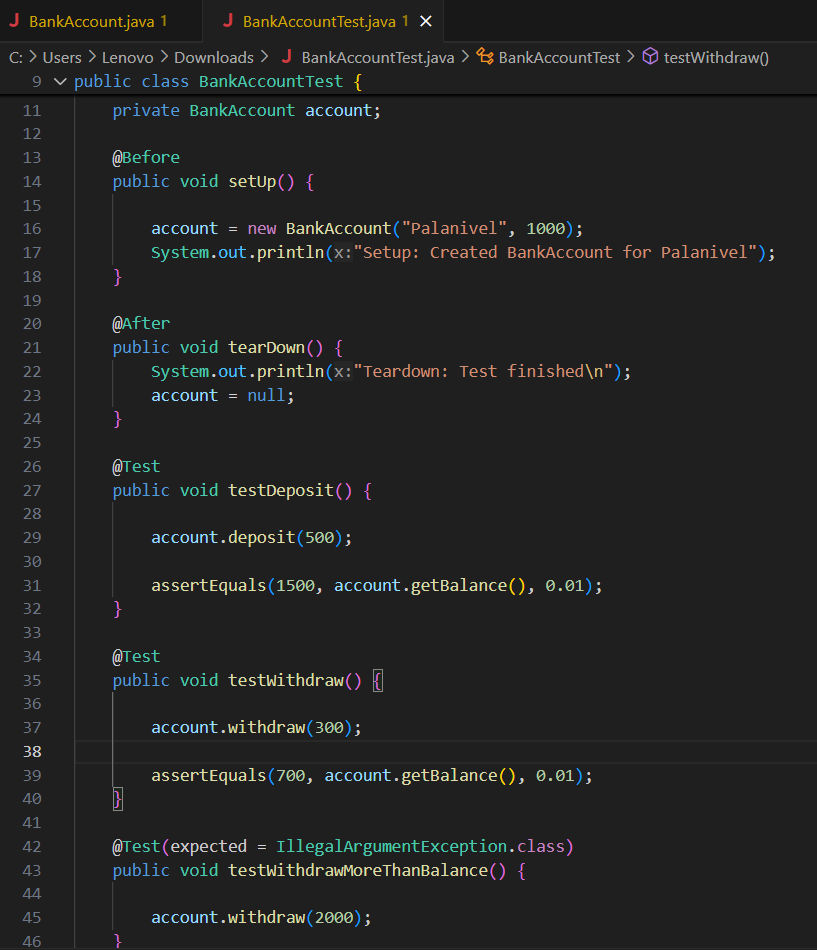 BankAccount.java 1 BankAccountTest.java 1
C: > Users > Lenovo > Downloads > BankAccountTest.java > BankAccountTest > testWithdraw()
9 public class BankAccountTest {
11 private BankAccount account;
12
13 @Before
14 public void setUp() {
15
16 account = new BankAccount("Palanivel", 1000);
17 System.out.println(x:"Setup: Created BankAccount for Palanivel");
18 }
19
20 @After
21 public void tearDown() {
22 System.out.println(x:"Teardown: Test finished\n");
23 account = null;
24 }
25
26 @Test
27 public void testDeposit() {
28
29 account.deposit(500);
30
31 assertEquals(1500, account.getBalance(), 0.01);
32 }
33
34 @Test
35 public void testWithdraw() {
36
37 account.withdraw(300);
38
39 assertEquals(700, account.getBalance(), 0.01);
40 }
41
42 @Test(expected = IllegalArgumentException.class)
43 public void testWithdrawMoreThanBalance() {
44
45 account.withdraw(2000);
46 }